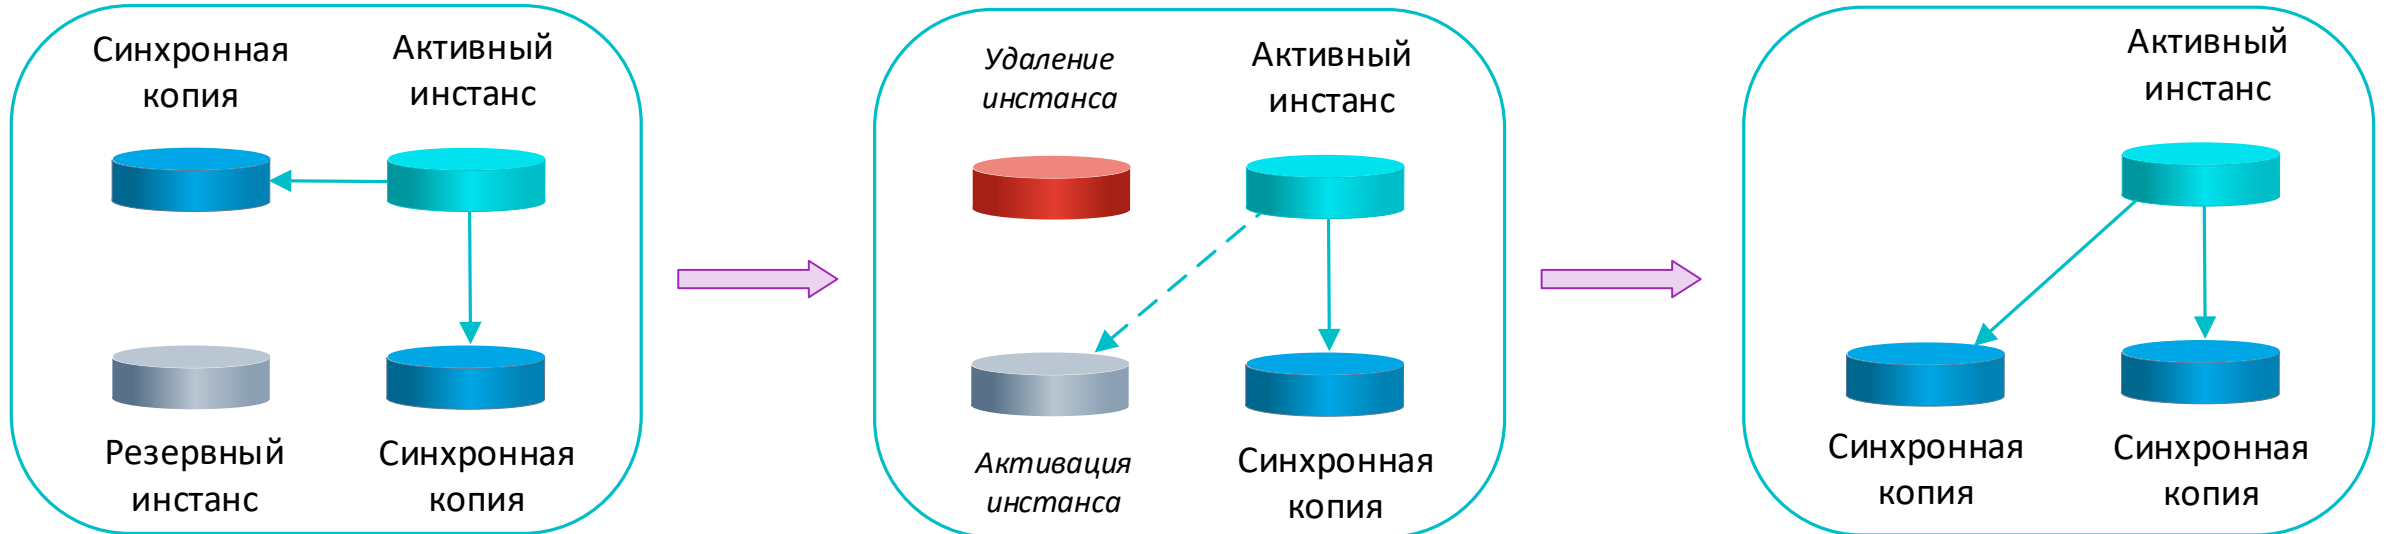 Синхронная
копия
Активный
инстанс
Резервный
инстанс
Синхронная
копия
Удаление
инстанса
Активный
инстанс
Активация
инстанса
Синхронная
копия
Активный
инстанс
Синхронная
копия
Синхронная
копия